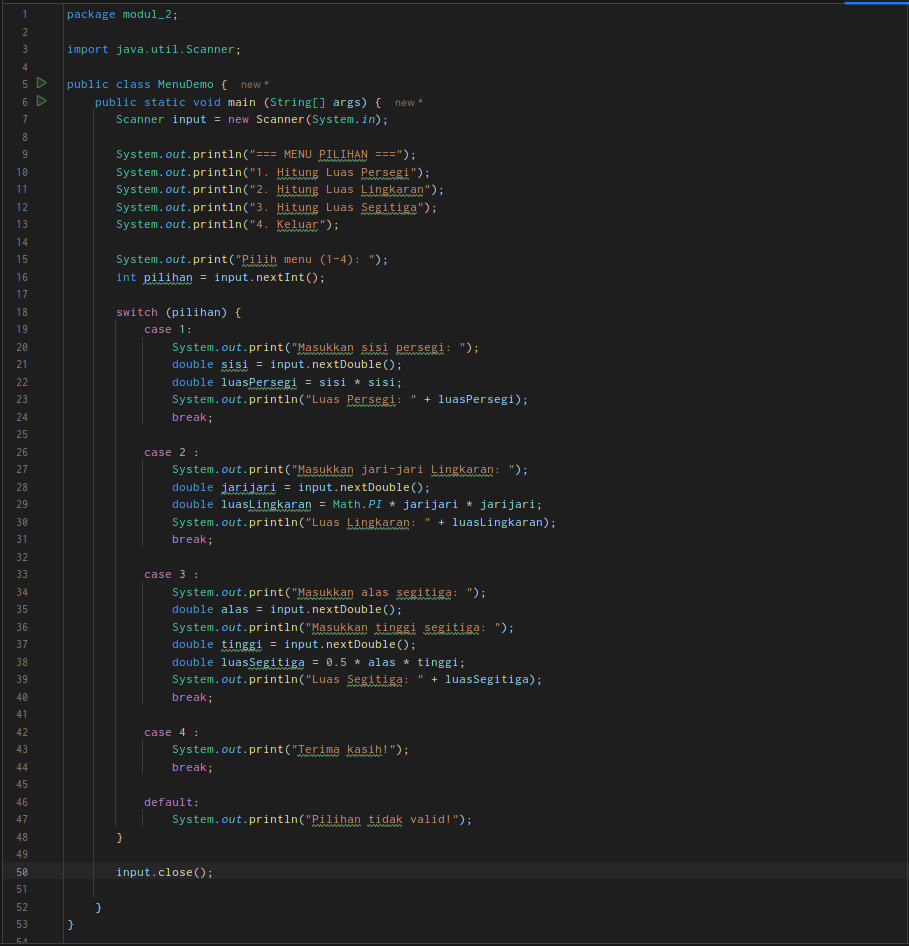 1 package modul_2;
2
3 import java.util.Scanner;
4
5 public class MenuDemo { new *
6 public static void main (String[] args) { new *
7 Scanner input = new Scanner(System.in);
8
9 System.out.println("=== MENU PILIHAN ===");
10 System.out.println("1. Hitung Luas Persegi");
11 System.out.println("2. Hitung Luas Lingkaran");
12 System.out.println("3. Hitung Luas Segitiga");
13 System.out.println("4. Keluar");
14
15 System.out.print("Pilih menu (1-4): ");
16 int pilihan = input.nextInt();
17
18 switch (pilihan) {
19 case 1:
20 System.out.print("Masukkan sisi persegi: ");
21 double sisi = input.nextDouble();
22 double luasPersegi = sisi * sisi;
23 System.out.println("Luas Persegi: " + luasPersegi);
24 break;
25
26 case 2 :
27 System.out.print("Masukkan jari-jari Lingkaran: ");
28 double jarijari = input.nextDouble();
29 double luasLingkaran = Math.PI * jarijari * jarijari;
30 System.out.println("Luas Lingkaran: " + luasLingkaran);
31 break;
32
33 case 3 :
34 System.out.print("Masukkan alas segitiga: ");
35 double alas = input.nextDouble();
36 System.out.println("Masukkan tinggi segitiga: ");
37 double tinggi = input.nextDouble();
38 double luasSegitiga = 0.5 * alas * tinggi;
39 System.out.println("Luas Segitiga: " + luasSegitiga);
40 break;
41
42 case 4 :
43 System.out.print("Terima kasih!");
44 break;
45
46 default:
47 System.out.println("Pilihan tidak valid!");
48 }
49
50 input.close();
51
52 }
53 }
54